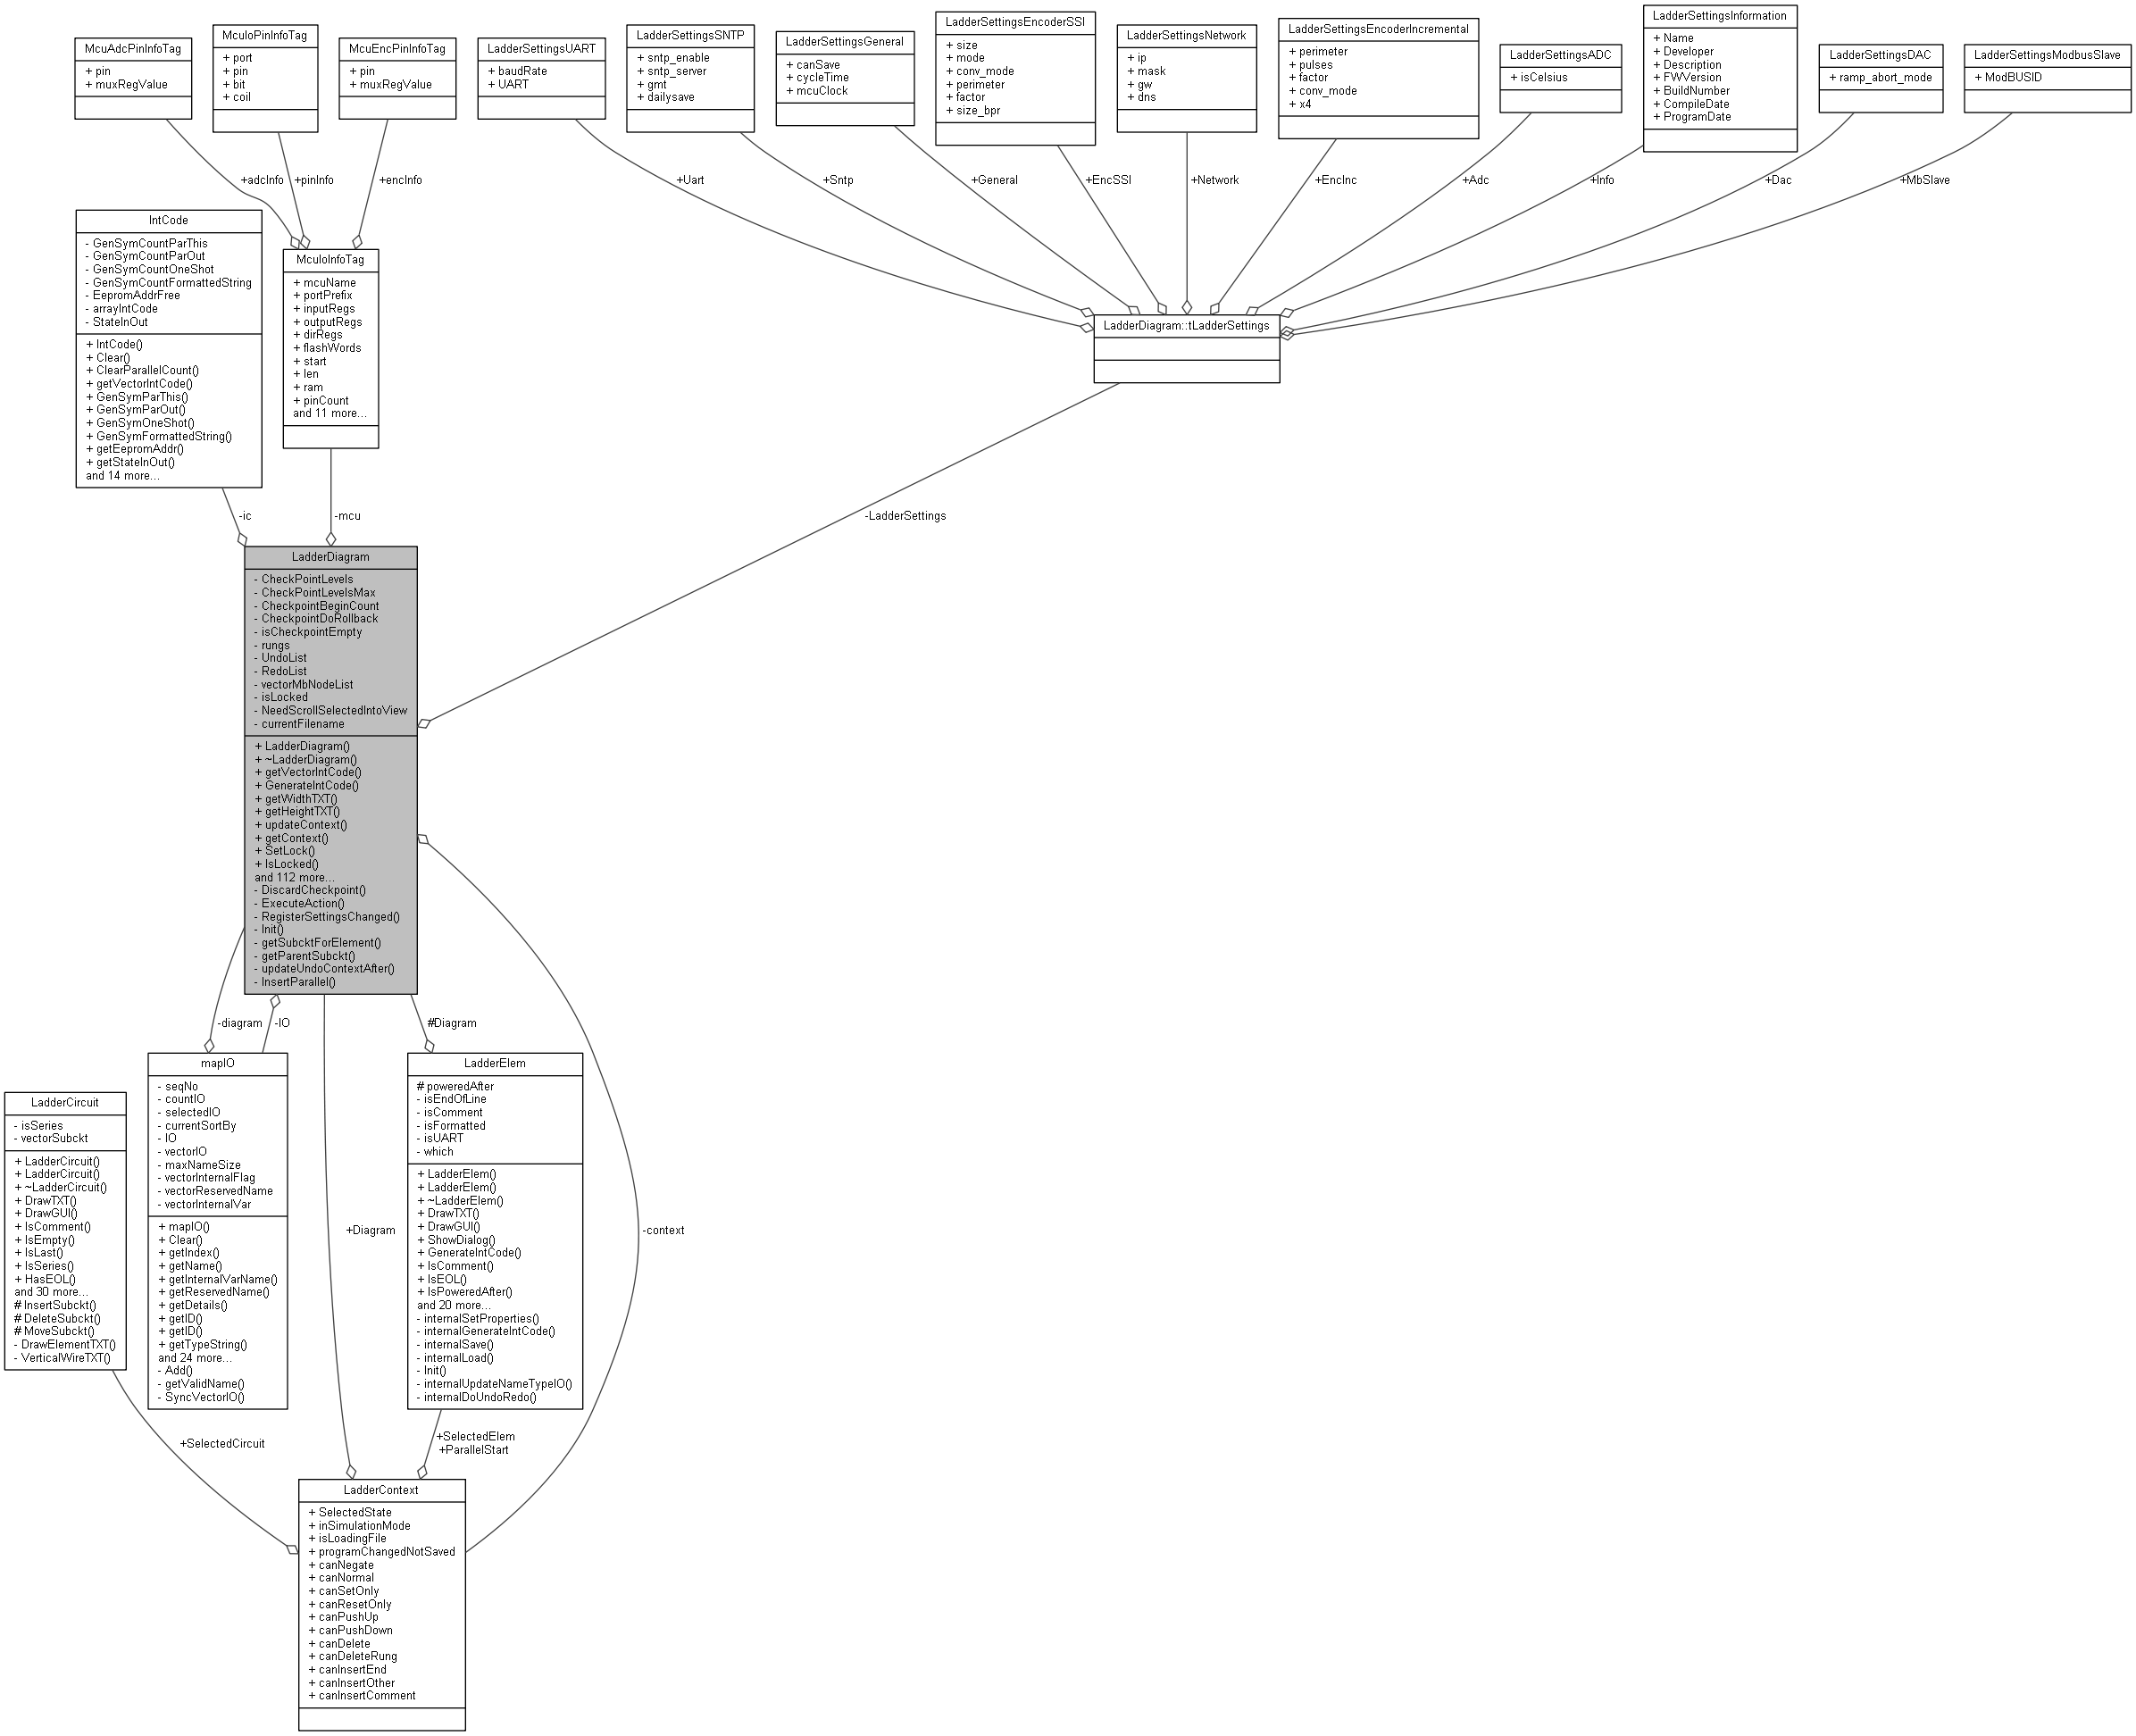 McuAdcPinInfoTag
+ pin
+ muxRegValue
McuIoPinInfoTag
+ port
+ pin
+ bit
+ coil
McuEncPinInfoTag
+ pin
+ muxRegValue
LadderSettingsUART
+ baudRate
+ UART
LadderSettingsSNTP
+ sntp_enable
+ sntp_server
+ gmt
+ dailysave
LadderSettingsGeneral
+ canSave
+ cycleTime
+ mcuClock
LadderSettingsEncoderSSI
+ size
+ mode
+ conv_mode
+ perimeter
+ factor
+ size_bpr
LadderSettingsNetwork
+ ip
+ mask
+ gw
+ dns
LadderSettingsEncoderIncremental
+ perimeter
+ pulses
+ factor
+ conv_mode
+ x4
LadderSettingsADC
+ isCelsius
LadderSettingsInformation
+ Name
+ Developer
+ Description
+ FWVersion
+ BuildNumber
+ CompileDate
+ ProgramDate
LadderSettingsDAC
+ ramp_abort_mode
LadderSettingsModbusSlave
+ ModBUSID
+adcInfo
+pinInfo
+encInfo
+Uart
+Sntp
+General
+EncSSI
+Network
+EncInc
+Adc
+Info
+Dac
+MbSlave
IntCode
- GenSymCountParThis
- GenSymCountParOut
- GenSymCountOneShot
- GenSymCountFormattedString
- EepromAddrFree
- arrayIntCode
- StateInOut
+ IntCode()
+ Clear()
+ ClearParallelCount()
+ getVectorIntCode()
+ GenSymParThis()
+ GenSymParOut()
+ GenSymOneShot()
+ GenSymFormattedString()
+ getEepromAddr()
+ getStateInOut()
and 14 more...
McuIoInfoTag
+ mcuName
+ portPrefix
+ inputRegs
+ outputRegs
+ dirRegs
+ flashWords
+ start
+ len
+ ram
+ pinCount
and 11 more...
LadderDiagram::tLadderSettings
-ic
-mcu
-LadderSettings
LadderDiagram
- CheckPointLevels
- CheckPointLevelsMax
- CheckpointBeginCount
- CheckpointDoRollback
- isCheckpointEmpty
- rungs
- UndoList
- RedoList
- vectorMbNodeList
- isLocked
- NeedScrollSelectedIntoView
- currentFilename
+ LadderDiagram()
+ ~LadderDiagram()
+ getVectorIntCode()
+ GenerateIntCode()
+ getWidthTXT()
+ getHeightTXT()
+ updateContext()
+ getContext()
+ SetLock()
+ IsLocked()
and 112 more...
- DiscardCheckpoint()
- ExecuteAction()
- RegisterSettingsChanged()
- Init()
- getSubcktForElement()
- getParentSubckt()
- updateUndoContextAfter()
- InsertParallel()
-diagram
-IO
#Diagram
LadderCircuit
- isSeries
- vectorSubckt
+ LadderCircuit()
+ LadderCircuit()
+ ~LadderCircuit()
+ DrawTXT()
+ DrawGUI()
+ IsComment()
+ IsEmpty()
+ IsLast()
+ IsSeries()
+ HasEOL()
and 30 more...
# InsertSubckt()
# DeleteSubckt()
# MoveSubckt()
- DrawElementTXT()
- VerticalWireTXT()
mapIO
- seqNo
- countIO
- selectedIO
- currentSortBy
- IO
- vectorIO
- maxNameSize
- vectorInternalFlag
- vectorReservedName
- vectorInternalVar
+ mapIO()
+ Clear()
+ getIndex()
+ getName()
+ getInternalVarName()
+ getReservedName()
+ getDetails()
+ getID()
+ getID()
+ getTypeString()
and 24 more...
- Add()
- getValidName()
- SyncVectorIO()
+Diagram
LadderElem
# poweredAfter
- isEndOfLine
- isComment
- isFormatted
- isUART
- which
+ LadderElem()
+ LadderElem()
+ ~LadderElem()
+ DrawTXT()
+ DrawGUI()
+ ShowDialog()
+ GenerateIntCode()
+ IsComment()
+ IsEOL()
+ IsPoweredAfter()
and 20 more...
- internalSetProperties()
- internalGenerateIntCode()
- internalSave()
- internalLoad()
- Init()
- internalUpdateNameTypeIO()
- internalDoUndoRedo()
-context
+SelectedCircuit
+SelectedElem
+ParallelStart
LadderContext
+ SelectedState
+ inSimulationMode
+ isLoadingFile
+ programChangedNotSaved
+ canNegate
+ canNormal
+ canSetOnly
+ canResetOnly
+ canPushUp
+ canPushDown
+ canDelete
+ canDeleteRung
+ canInsertEnd
+ canInsertOther
+ canInsertComment